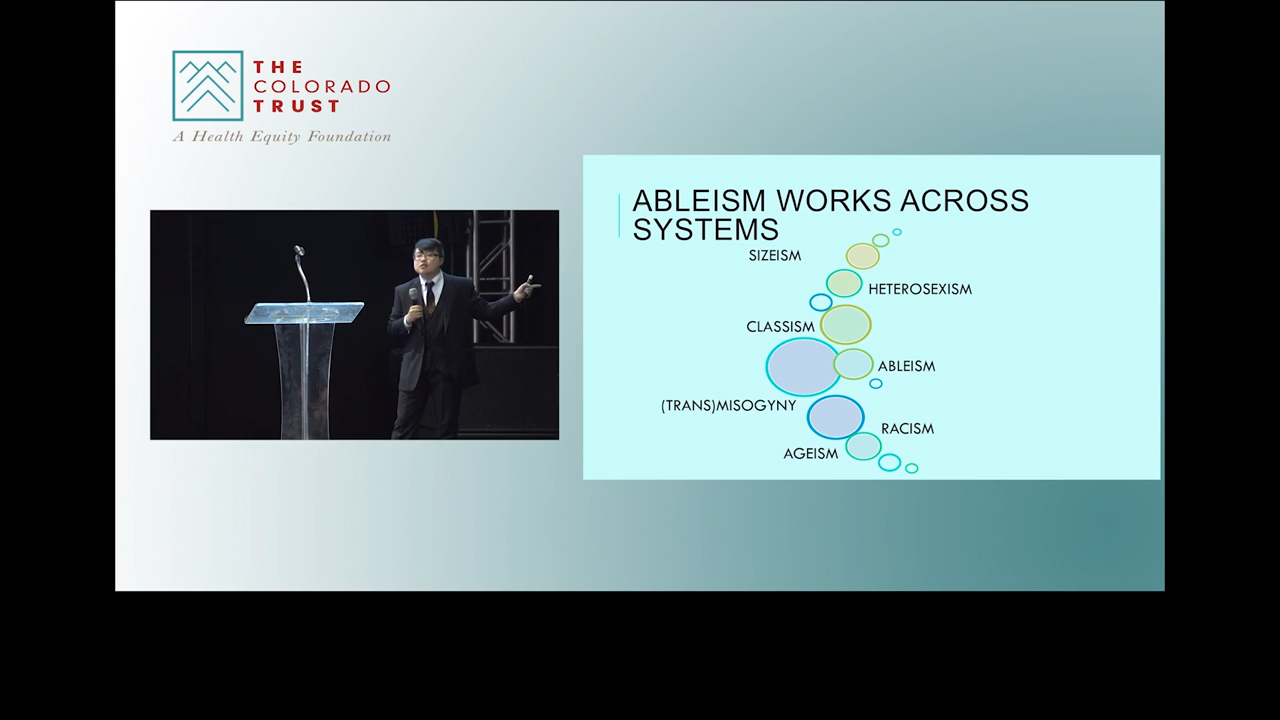 THE
COLORADO
TRUST
A Health Equity Foundation
ABLEISM WORKS ACROSS
SYSTEMS
SIZEISM
HETEROSEXISM
CLASSISM
ABLEISM
(TRANS)MISOGYNY
RACISM
AGEISM